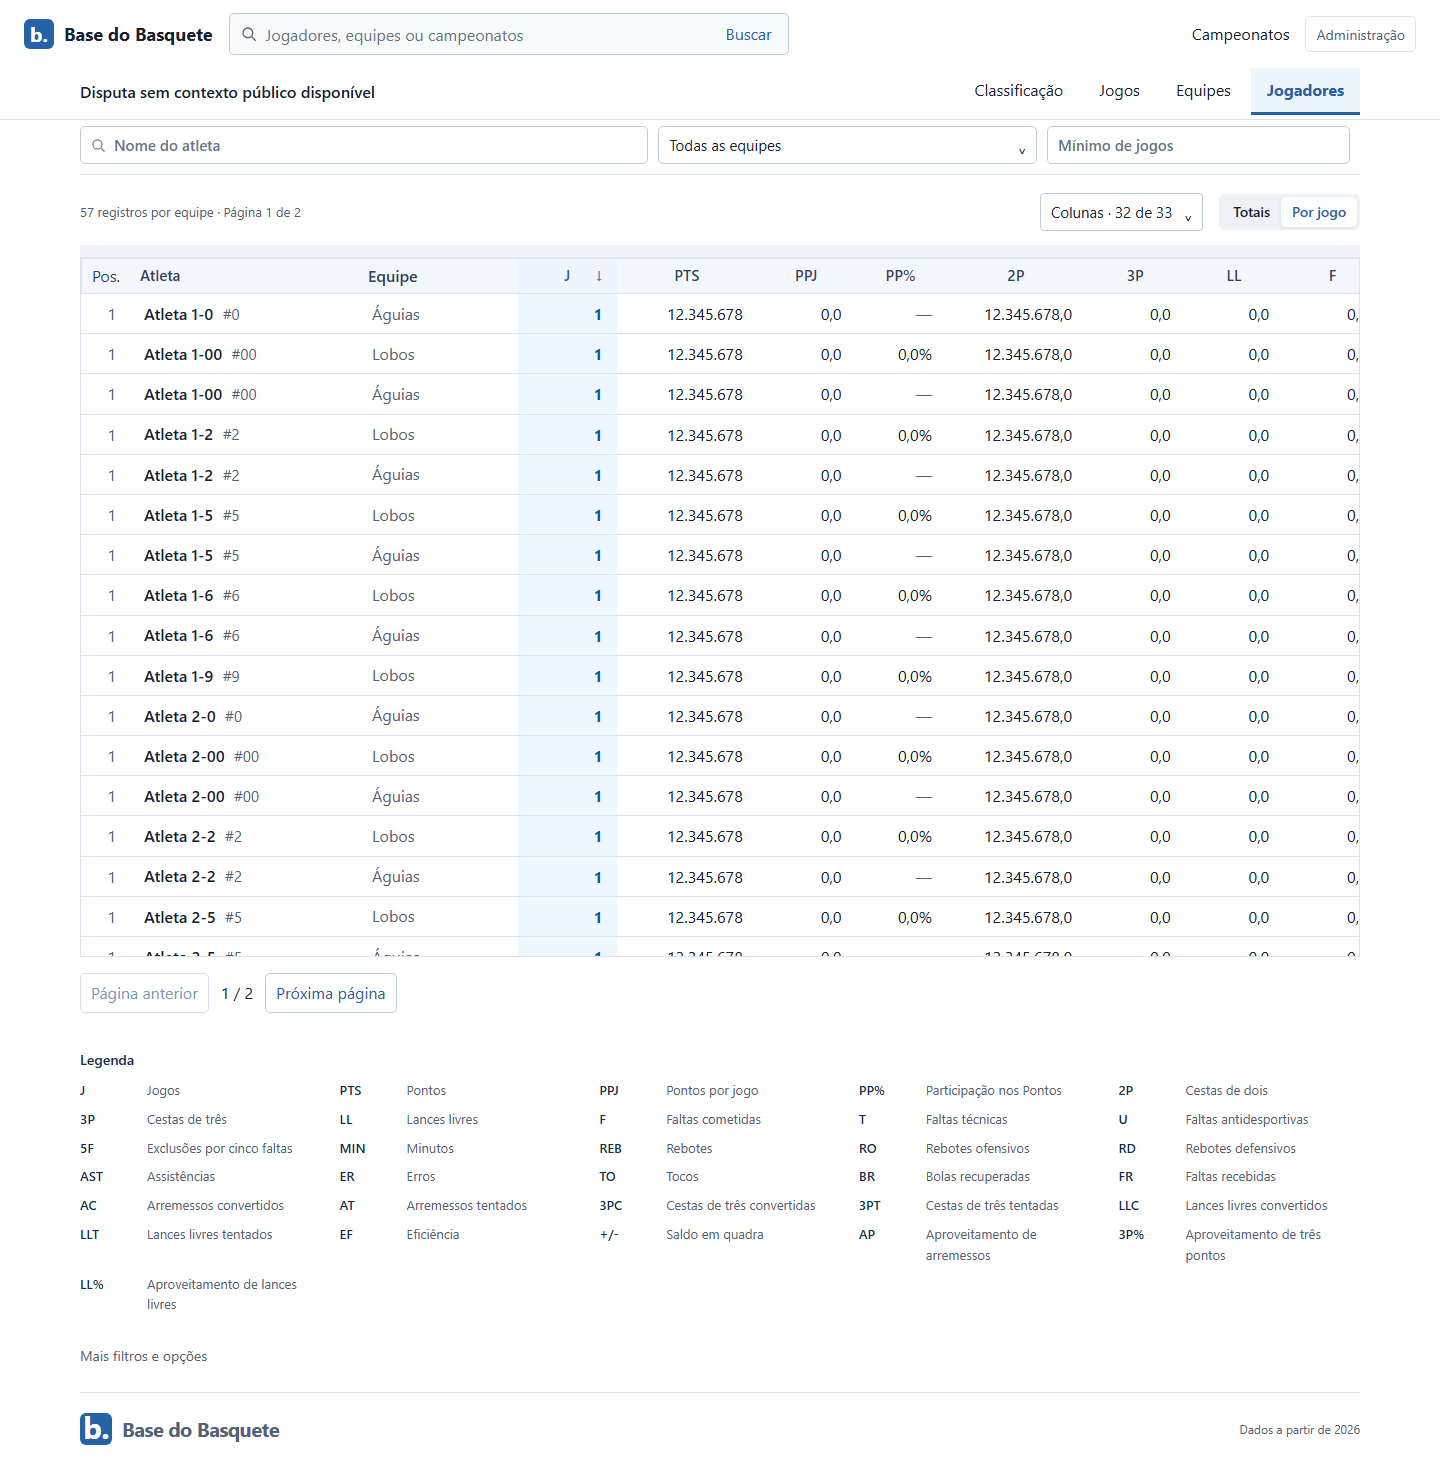 b. Base do Basquete
Jogadores, equipes ou campeonatos
Buscar
Campeonatos
Administração
Disputa sem contexto público disponível
Classificação Jogos Equipes Jogadores
Nome do atleta
Todas as equipes
Mínimo de jogos
57 registros por equipe · Página 1 de 2
Colunas · 32 de 33
Totais Por jogo
Pos. Atleta Equipe J ↓ PTS PPJ PP% 2P 3P LL F
1 Atleta 1-0 #0 Águias 1 12.345.678 0,0 — 12.345.678,0 0,0 0,0 0,
1 Atleta 1-00 #00 Lobos 1 12.345.678 0,0 0,0% 12.345.678,0 0,0 0,0 0,
1 Atleta 1-00 #00 Águias 1 12.345.678 0,0 — 12.345.678,0 0,0 0,0 0,
1 Atleta 1-2 #2 Lobos 1 12.345.678 0,0 0,0% 12.345.678,0 0,0 0,0 0,
1 Atleta 1-2 #2 Águias 1 12.345.678 0,0 — 12.345.678,0 0,0 0,0 0,
1 Atleta 1-5 #5 Lobos 1 12.345.678 0,0 0,0% 12.345.678,0 0,0 0,0 0,
1 Atleta 1-5 #5 Águias 1 12.345.678 0,0 — 12.345.678,0 0,0 0,0 0,
1 Atleta 1-6 #6 Lobos 1 12.345.678 0,0 0,0% 12.345.678,0 0,0 0,0 0,
1 Atleta 1-6 #6 Águias 1 12.345.678 0,0 — 12.345.678,0 0,0 0,0 0,
1 Atleta 1-9 #9 Lobos 1 12.345.678 0,0 0,0% 12.345.678,0 0,0 0,0 0,
1 Atleta 2-0 #0 Águias 1 12.345.678 0,0 — 12.345.678,0 0,0 0,0 0,
1 Atleta 2-00 #00 Lobos 1 12.345.678 0,0 0,0% 12.345.678,0 0,0 0,0 0,
1 Atleta 2-00 #00 Águias 1 12.345.678 0,0 — 12.345.678,0 0,0 0,0 0,
1 Atleta 2-2 #2 Lobos 1 12.345.678 0,0 0,0% 12.345.678,0 0,0 0,0 0,
1 Atleta 2-2 #2 Águias 1 12.345.678 0,0 — 12.345.678,0 0,0 0,0 0,
1 Atleta 2-5 #5 Lobos 1 12.345.678 0,0 0,0% 12.345.678,0 0,0 0,0 0,
Página anterior 1 / 2 Próxima página
Legenda
J Jogos PTS Pontos PPJ Pontos por jogo PP% Participação nos Pontos 2P Cestas de dois
3P Cestas de três LL Lances livres F Faltas cometidas T Faltas técnicas U Faltas antidesportivas
5F Exclusões por cinco faltas MIN Minutos REB Rebotes RO Rebotes ofensivos RD Rebotes defensivos
AST Assistências ER Erros TO Tocos BR Bolas recuperadas FR Faltas recebidas
AC Arremessos convertidos AT Arremessos tentados 3PC Cestas de três convertidas 3PT Cestas de três tentadas LLC Lances livres convertidos
LLT Lances livres tentados EF Eficiência +/- Saldo em quadra AP Aproveitamento de arremessos 3P% Aproveitamento de três pontos
LL% Aproveitamento de lances livres
Mais filtros e opções
b. Base do Basquete
Dados a partir de 2026